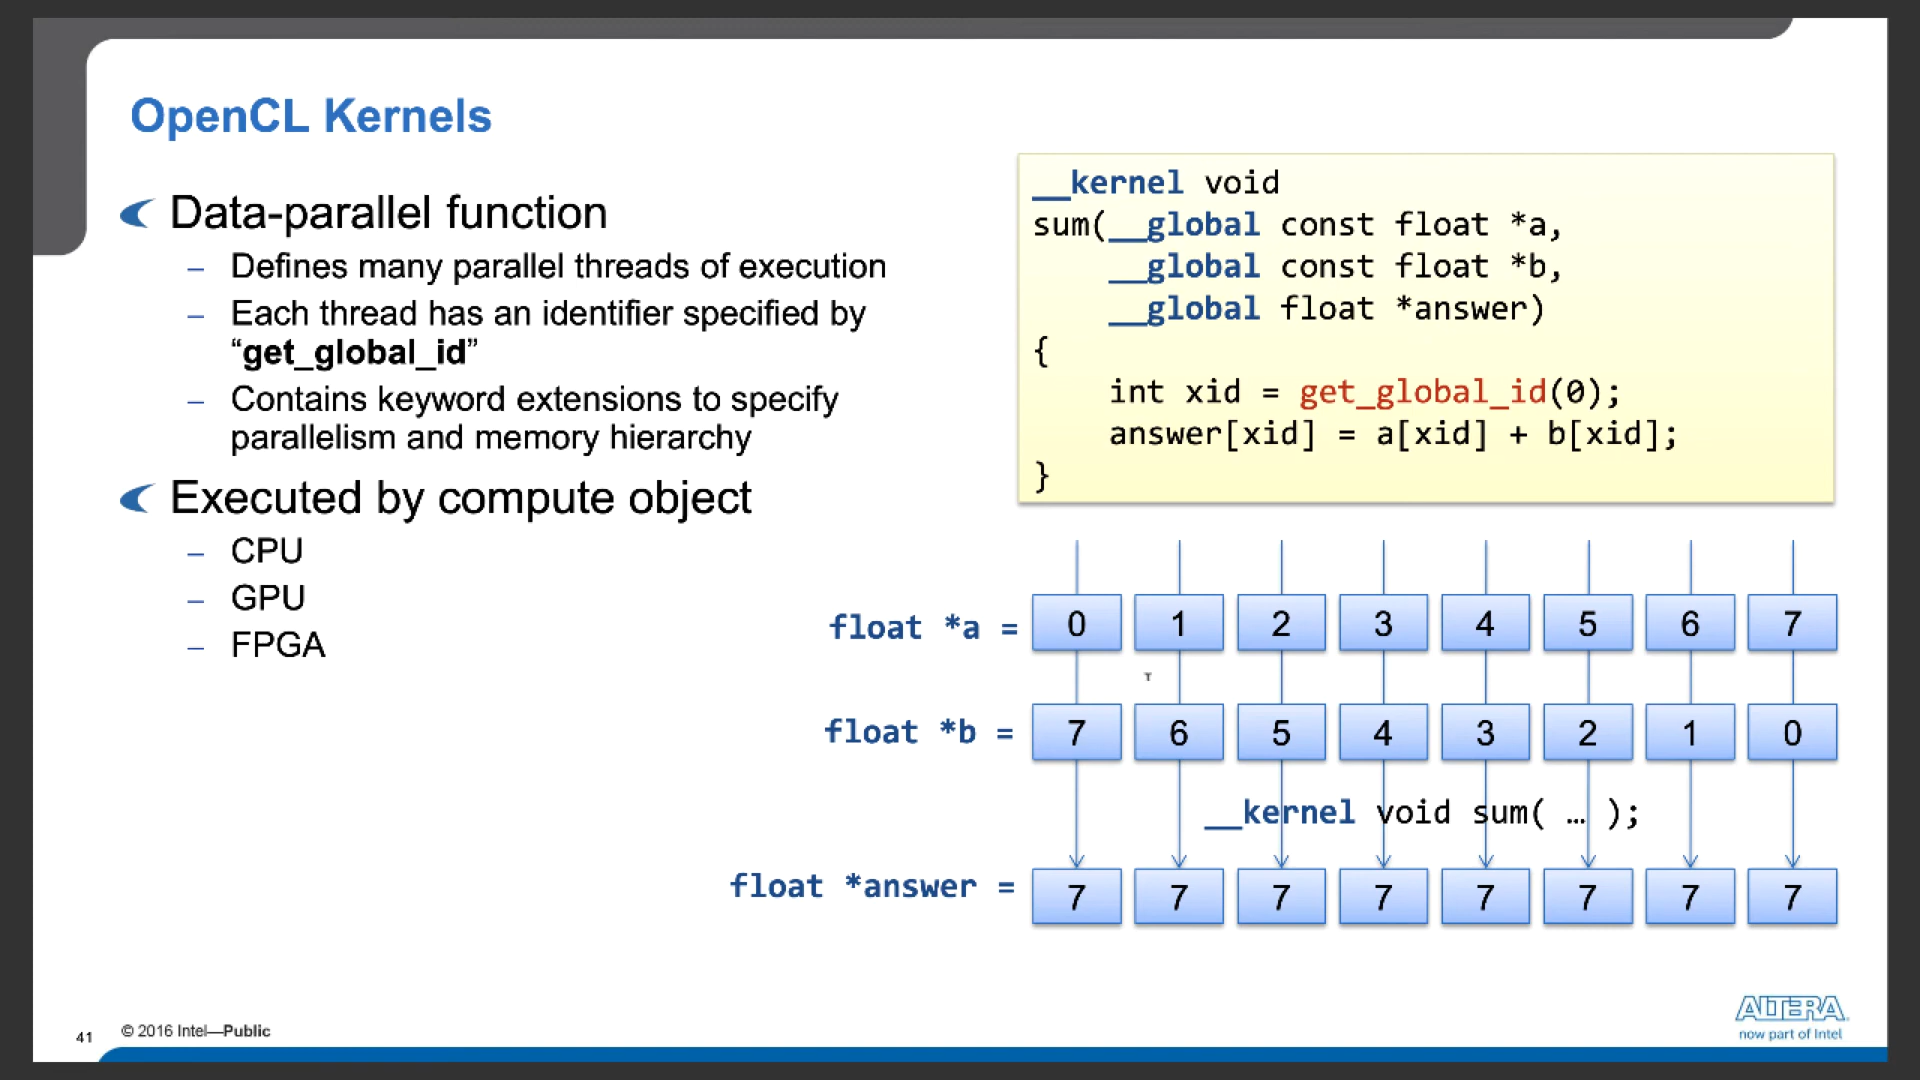 OpenCL Kernels
Data-parallel function
– Defines many parallel threads of execution
– Each thread has an identifier specified by
“get_global_id”
– Contains keyword extensions to specify
parallelism and memory hierarchy
Executed by compute object
– CPU
– GPU
– FPGA
__kernel void
sum(__global const float *a,
__global const float *b,
__global float *answer)
{
int xid = get_global_id(0);
answer[xid] = a[xid] + b[xid];
}
float *a = 0 1 2 3 4 5 6 7
float *b = 7 6 5 4 3 2 1 0
__kernel void sum( … );
float *answer = 7 7 7 7 7 7 7 7
41 © 2016 Intel—Public
ALTERA
now part of Intel